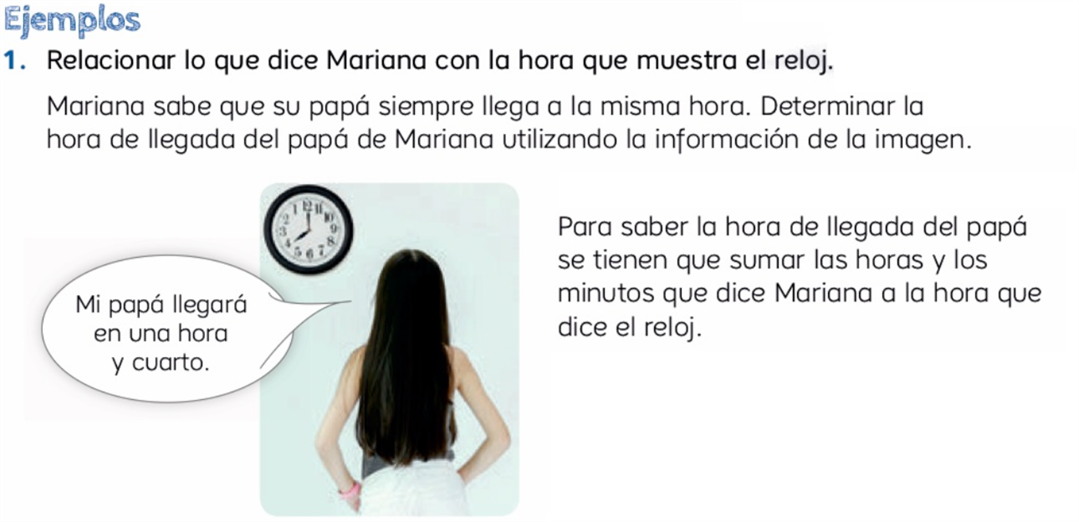 Ejemplos
1. Relacionar lo que dice Mariana con la hora que muestra el reloj.
Mariana sabe que su papá siempre llega a la misma hora. Determinar la
hora de llegada del papá de Mariana utilizando la información de la imagen.
Mi papá llegará
en una hora
y cuarto.
12
11
10
9
8
7
6
5
4
3
2
1
Para saber la hora de llegada del papá
se tienen que sumar las horas y los
minutos que dice Mariana a la hora que
dice el reloj.